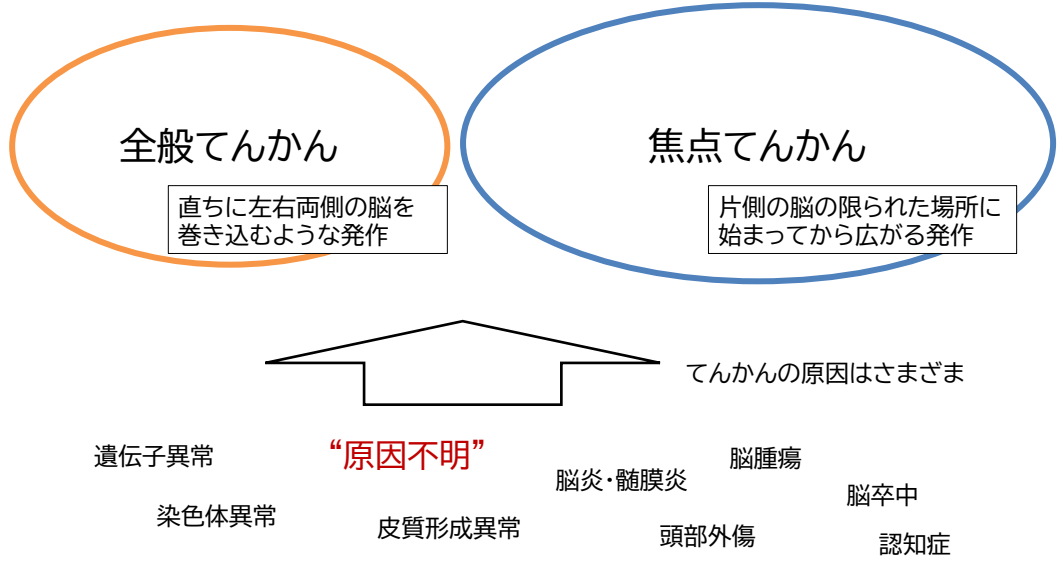 全般てんかん
直ちに左右両側の脳を
巻き込むような発作
焦点てんかん
片側の脳の限られた場所に
始まってから広がる発作
てんかんの原因はさまざま
遺伝子異常
“原因不明”
脳炎・髄膜炎
脳腫瘍
脳卒中
染色体異常
皮質形成異常
頭部外傷
認知症